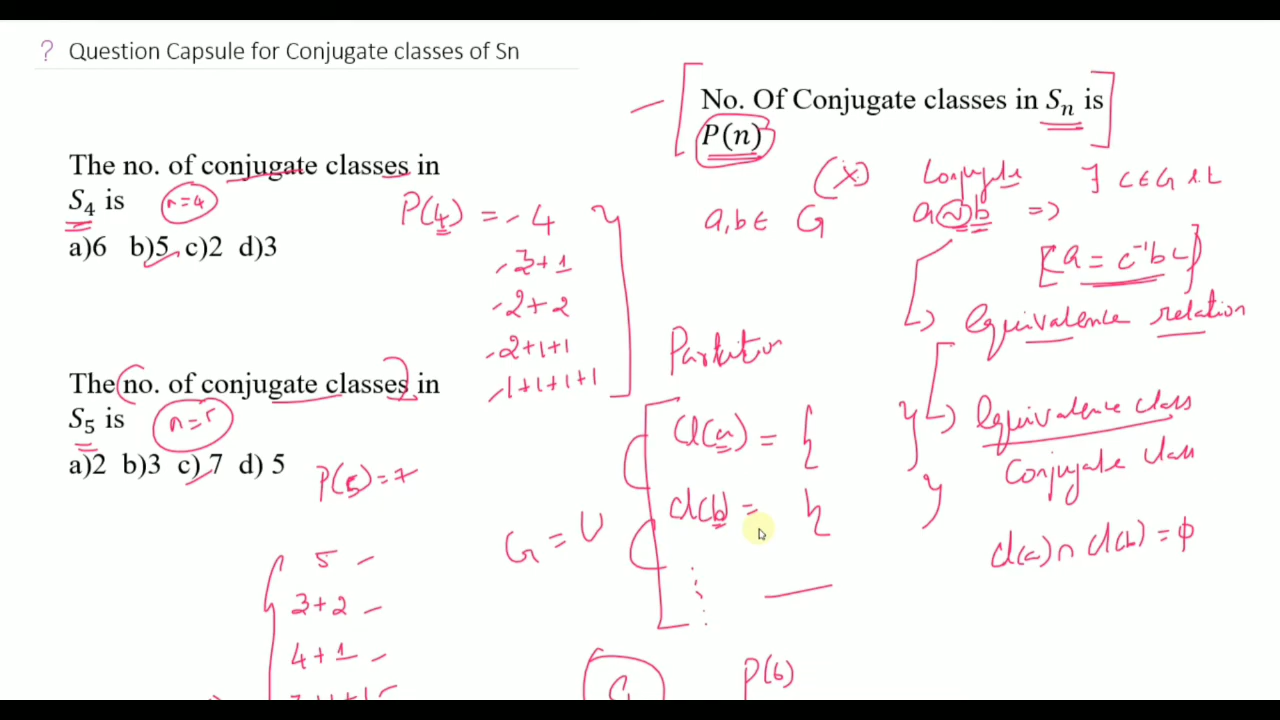 ? Question Capsule for Conjugate classes of Sn
No. Of Conjugate classes in Sₙ is
P(n)
The no. of conjugate classes in
S₄ is
n=4
a)6 b)5 c)2 d)3
P(4) = - 4
- 3+1
- 2+2
- 2+1+1
- 1+1+1+1
(x) Conjugate ∃ c∈G s.t
a,b ∈ G a~b =>
[a = c⁻¹bc]
equivalence relation
Partition
The no. of conjugate classes in
S₅ is
n=5
a)2 b)3 c) 7 d) 5
P(5)=7
cl(a) = {
equivalence class
Conjugate class
cl(b) = {
cl(a)∩cl(b)=ϕ
G = U
5 -
3+2 -
4+1 -
P(6)